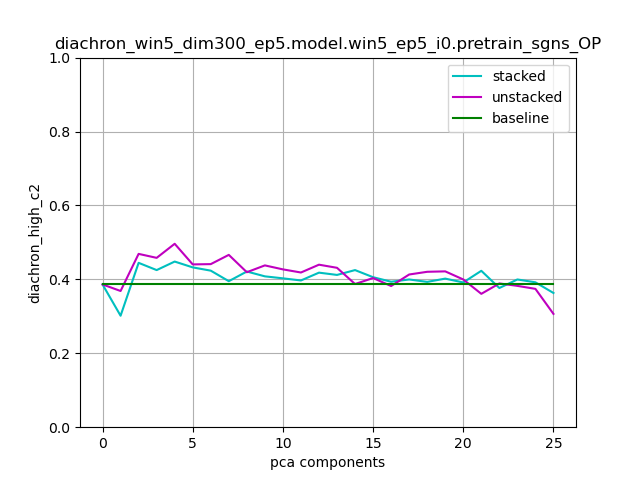 diachron_win5_dim300_ep5.model.win5_ep5_i0.pretrain_sgns_OP
stacked
unstacked
baseline
diachron_high_c2
1.0
0.8
0.6
0.4
0.2
0.0
0 5 10 15 20 25
pca components